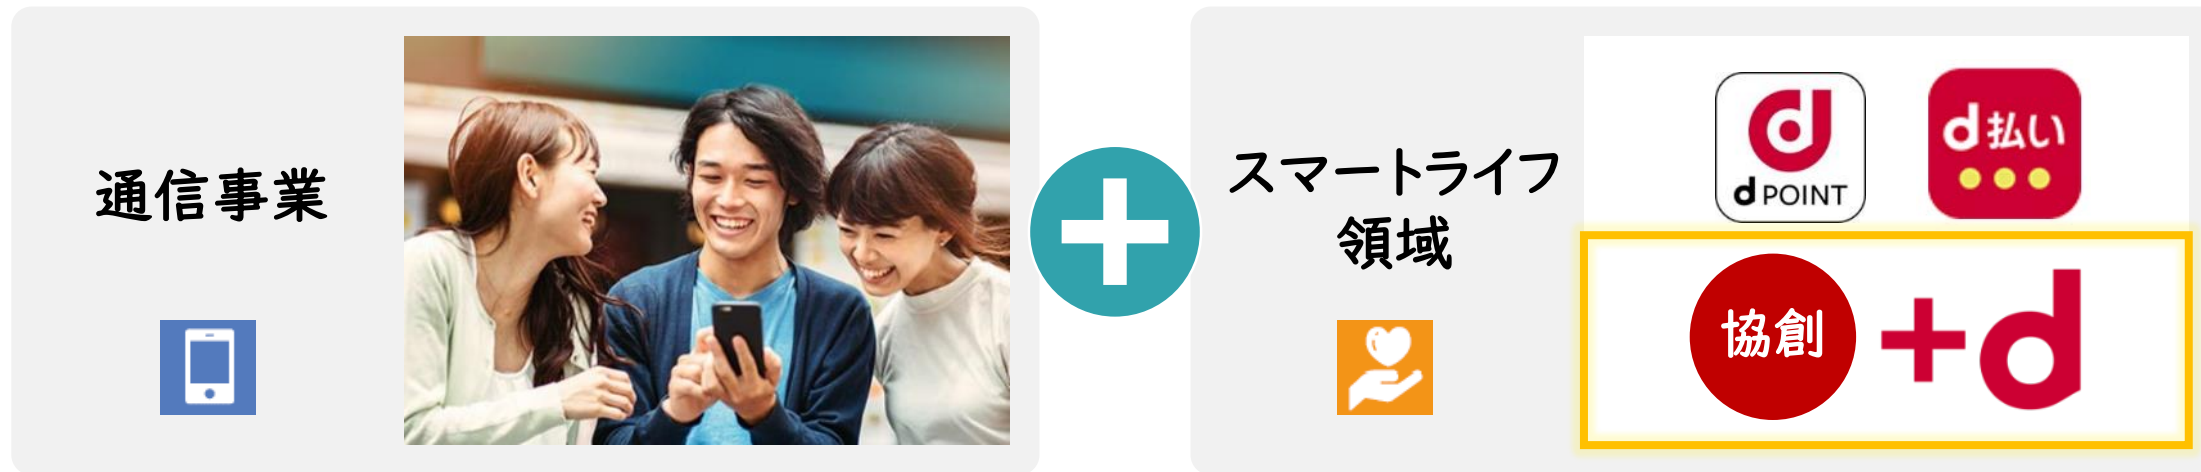 通信事業
スマートライフ
領域
d POINT
d払い
協創
+d